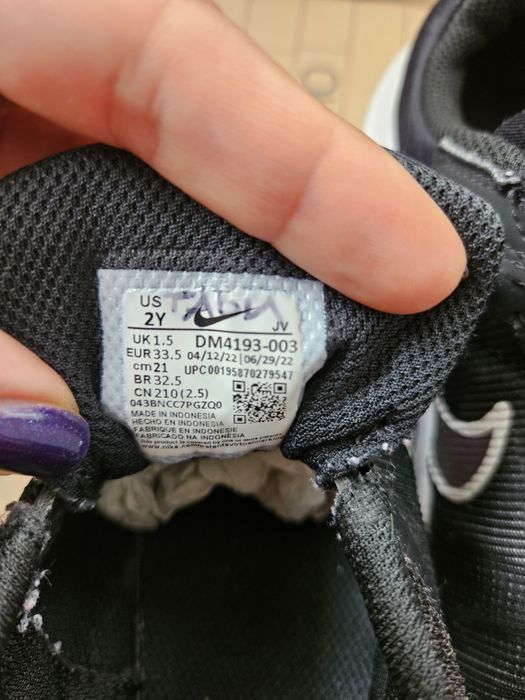 US
2Y
JV
UK 1.5 DM4193-003
EUR 33.5 04/12/22 | 06/29/22
cm 21 UPC00195870279547
BR 32.5
CN 210 (2.5)
043BNCC7PGZQ0
MADE IN INDONESIA
HECHO EN INDONESIA
FABRIQUE EN INDONESIE
FABRICADO NA INDONESIA